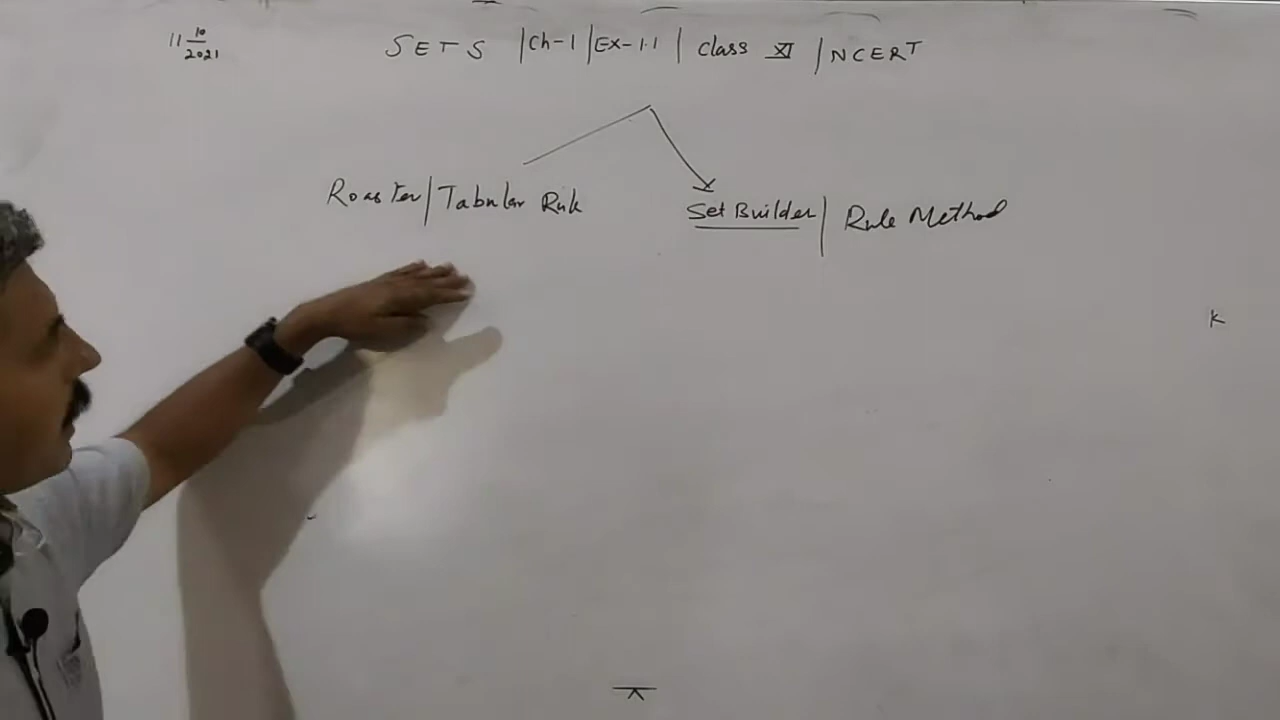 11 10/2021
SETS |Ch-1|Ex-1.1| Class XI |NCERT
Roaster|Tabular Rule
Set Builder| Rule Method
K